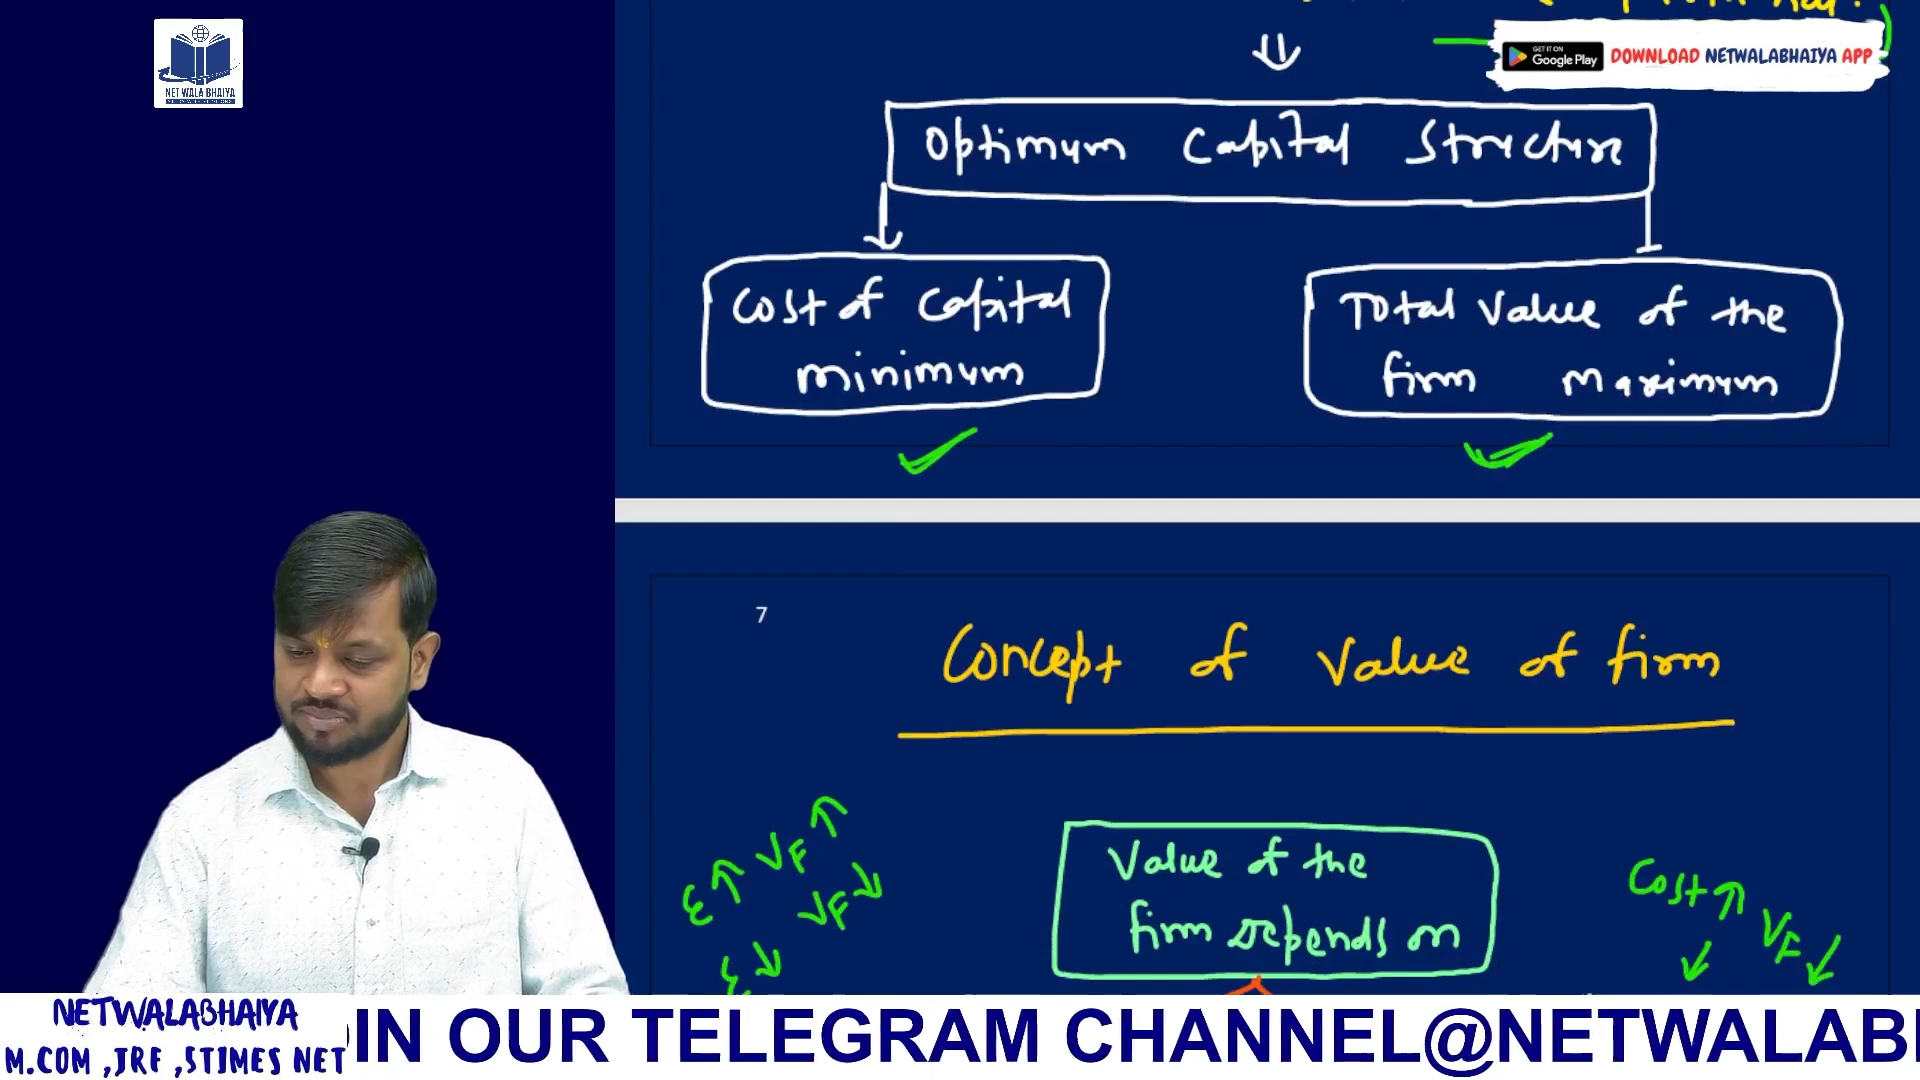 NET WALA BHAIYA
GET IT ON
Google Play
DOWNLOAD NETWALABHAIYA APP
Optimum Capital Structure
Cost of Capital
minimum
Total Value of the
firm Maximum
7
Concept of Value of firm
Value of the
firm Depends on
E↑ VF↑
E↓ VF↓
Cost↑ VF↓
↓
NETWALABHAIYA
M.COM ,JRF ,5TIMES NET
IN OUR TELEGRAM CHANNEL@NETWALAB